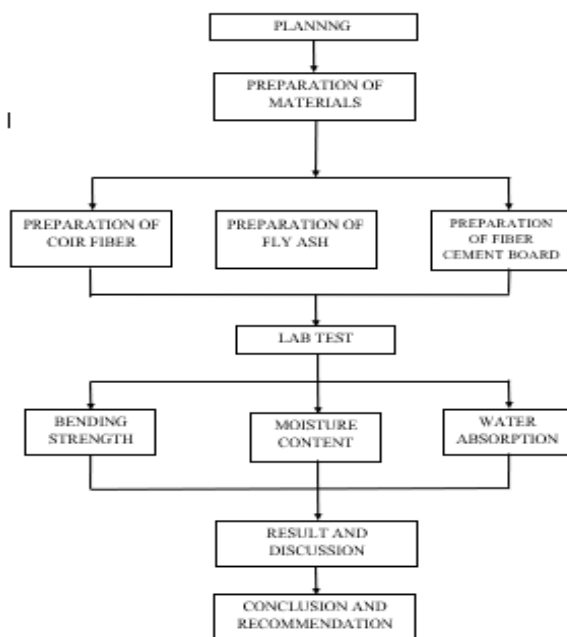 PLANNNG
PREPARATION OF
MATERIALS
PREPARATION OF
COIR FIBER
PREPARATION OF
FLY ASH
PREPARATION
OF FIBER
CEMENT BOARD
LAB TEST
BENDING
STRENGTH
MOISTURE
CONTENT
WATER
ABSORPTION
RESULT AND
DISCUSSION
CONCLUSION AND
RECOMMENDATION